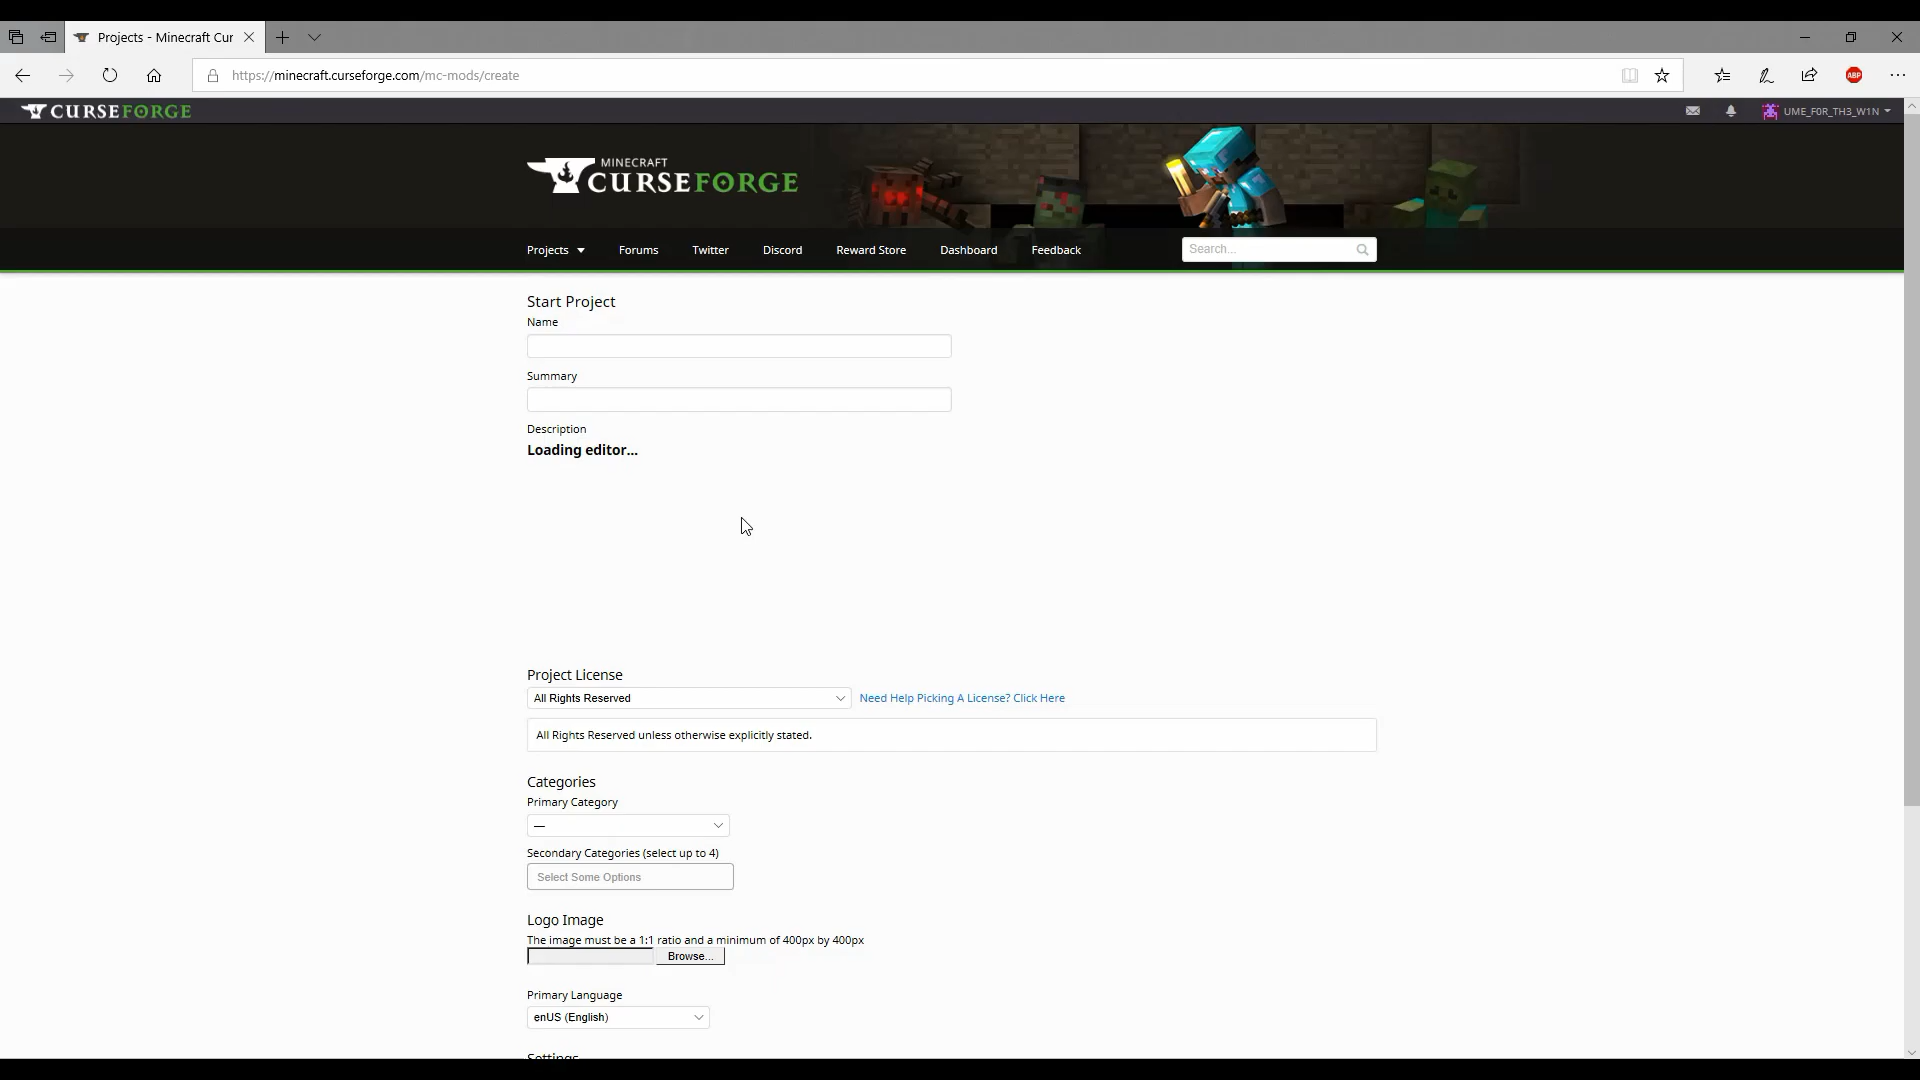 Projects - Minecraft Cur
https://minecraft.curseforge.com/mc-mods/create
ABP
CURSEFORGE
UME_F0R_TH3_W1N
MINECRAFT
CURSEFORGE
Projects Forums Twitter Discord Reward Store Dashboard Feedback Search...
Start Project
Name
Summary
Description
Loading editor...
Project License
All Rights Reserved Need Help Picking A License? Click Here
All Rights Reserved unless otherwise explicitly stated.
Categories
Primary Category
—
Secondary Categories (select up to 4)
Select Some Options
Logo Image
The image must be a 1:1 ratio and a minimum of 400px by 400px
Browse...
Primary Language
enUS (English)
Settings